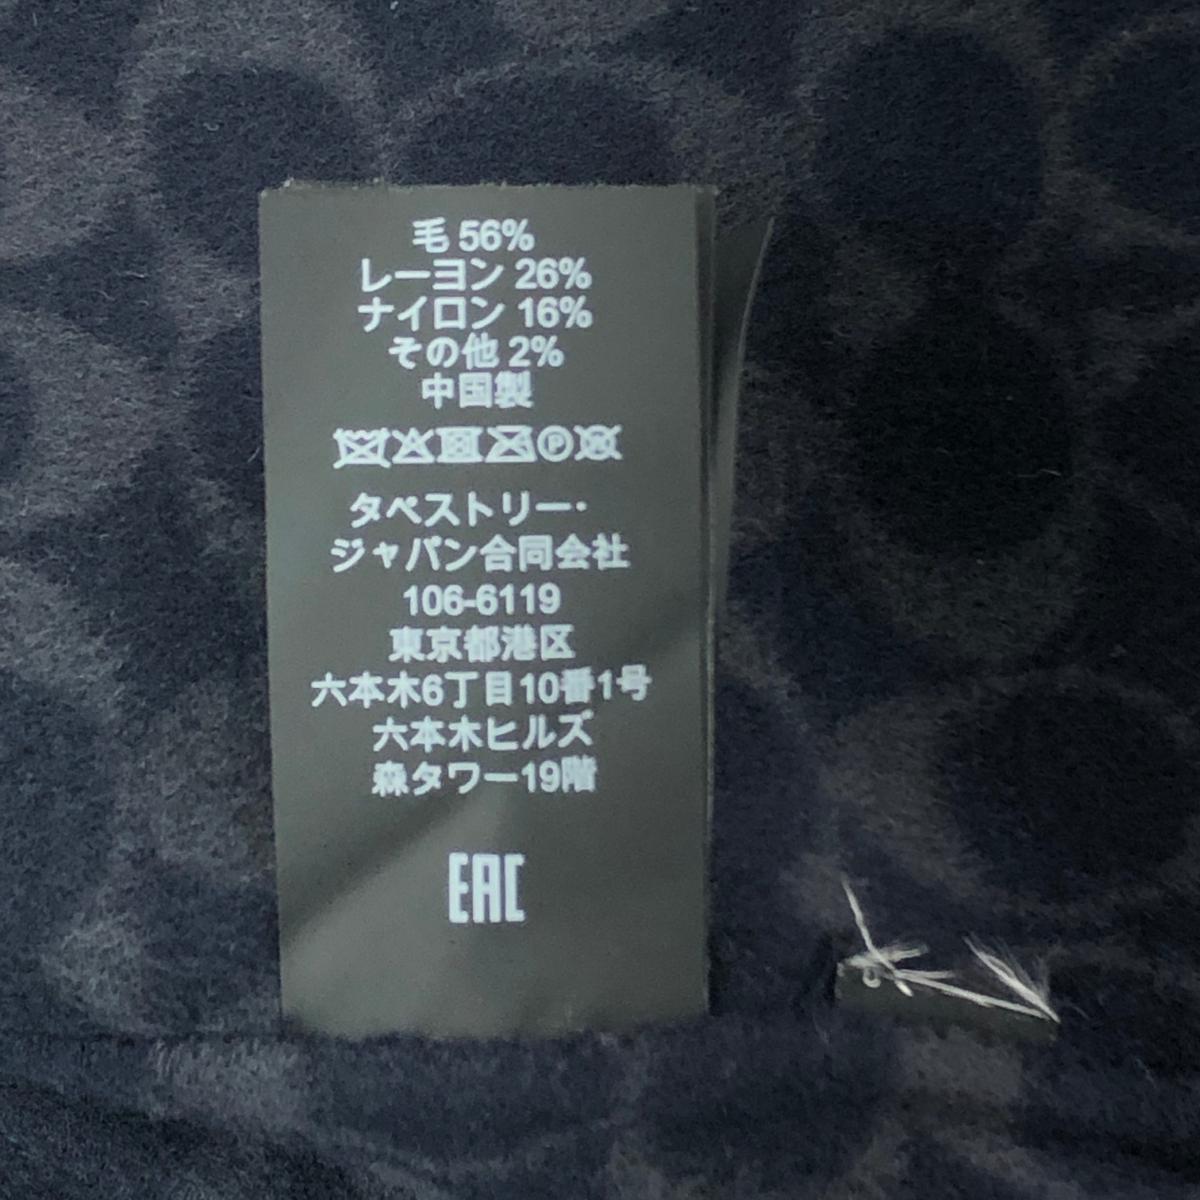 毛 56%
レーヨン 26%
ナイロン 16%
その他 2%
中国製
P
タペストリー・
ジャパン合同会社
106-6119
東京都港区
六本木6丁目10番1号
六本木ヒルズ
森タワー19階
EAC